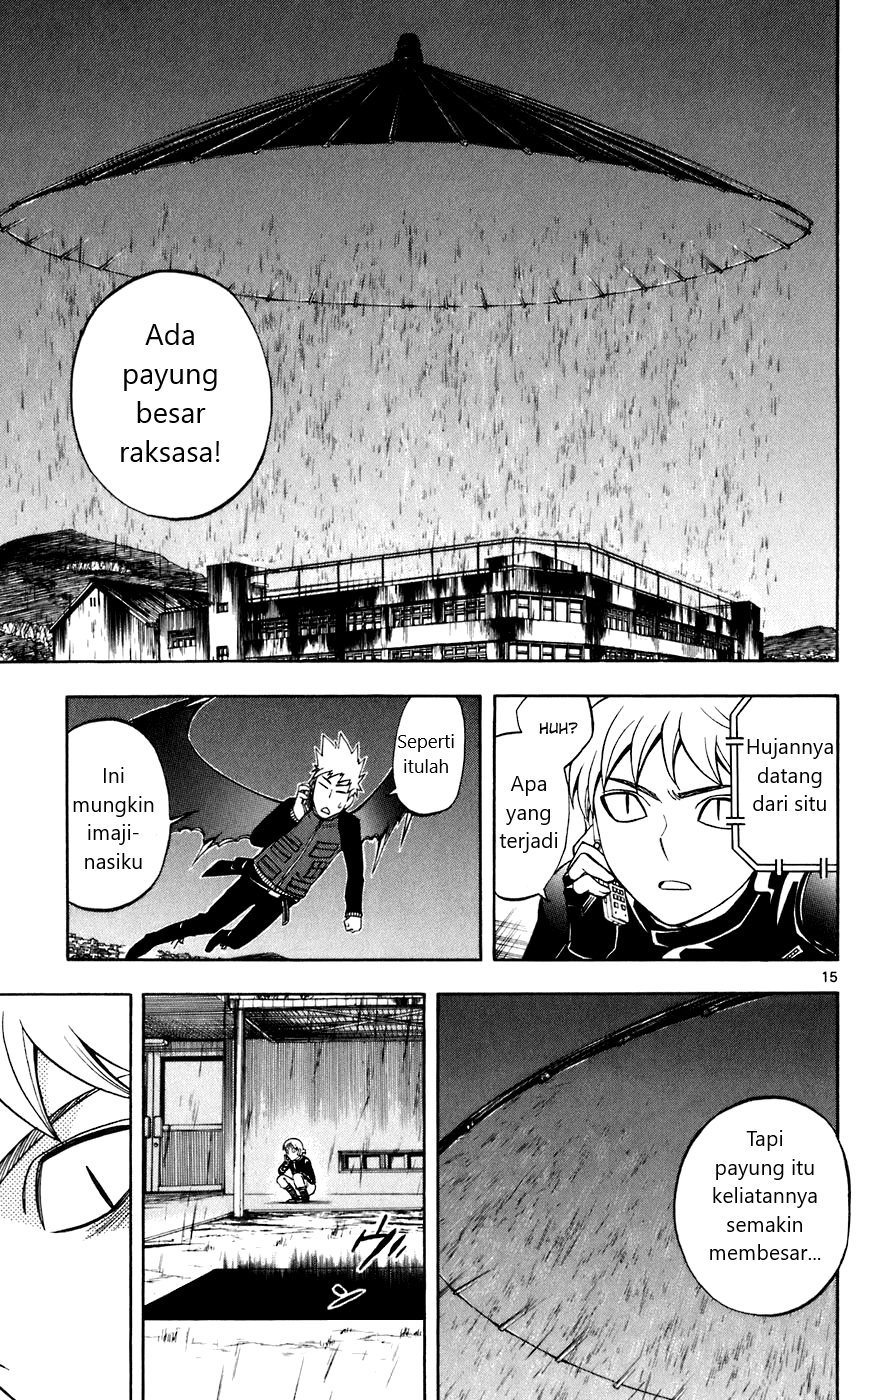 Ada
payung
besar
raksasa!
Hujannya
datang
dari situ
HUH?
Apa
yang
terjadi
Seperti
itulah
Ini
mungkin
imaji-
nasiku
15
Tapi
payung itu
keliatannya
semakin
membesar...